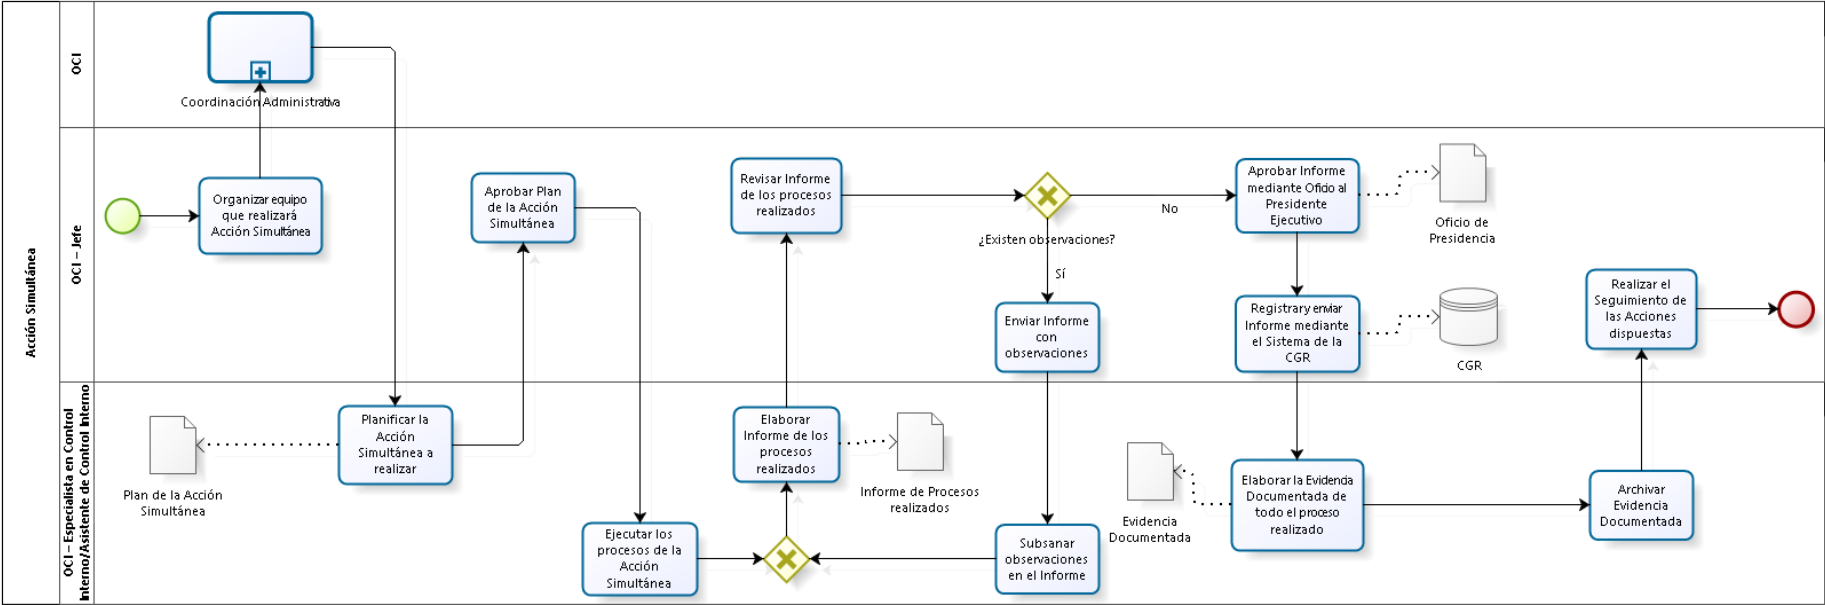 Acción Simultánea
OCI
Coordinación Administrativa
OCI – Jefe
Organizar equipo
que realizará
Acción Simultánea
Aprobar Plan
de la Acción
Simultánea
Revisar Informe
de los procesos
realizados
¿Existen observaciones?
No
Sí
Enviar Informe
con
observaciones
Aprobar Informe
mediante Oficio al
Presidente
Ejecutivo
Oficio de
Presidencia
Registrar y enviar
Informe mediante
el Sistema de la
CGR
CGR
Realizar el
Seguimiento de
las Acciones
dispuestas
OCI – Especialista en Control
Interno/Asistente de Control Interno
Plan de la Acción
Simultánea
Planificar la
Acción
Simultánea a
realizar
Ejecutar los
procesos de la
Acción
Simultánea
Elaborar
Informe de los
procesos
realizados
Informe de Procesos
realizados
Subsanar
observaciones
en el Informe
Evidencia
Documentada
Elaborar la Evidencia
Documentada de
todo el proceso
realizado
Archivar
Evidencia
Documentada